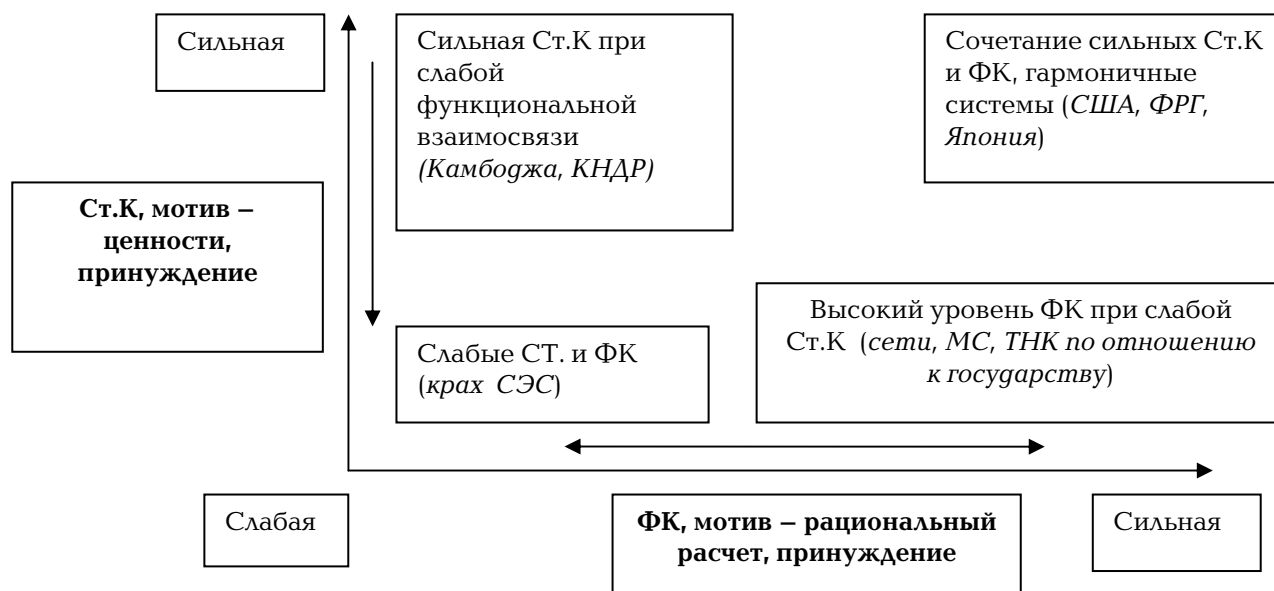 Сильная
Сильная Ст.К при
слабой
функциональной
взаимосвязи
(Камбоджа, КНДР)
Сочетание сильных Ст.К
и ФК, гармоничные
системы (США, ФРГ,
Япония)
Ст.К, мотив –
ценности,
принуждение
Слабые СТ. и ФК
(крах СЭС)
Высокий уровень ФК при слабой
Ст.К (сети, МС, ТНК по отношению
к государству)
Слабая
ФК, мотив – рациональный
расчет, принуждение
Сильная